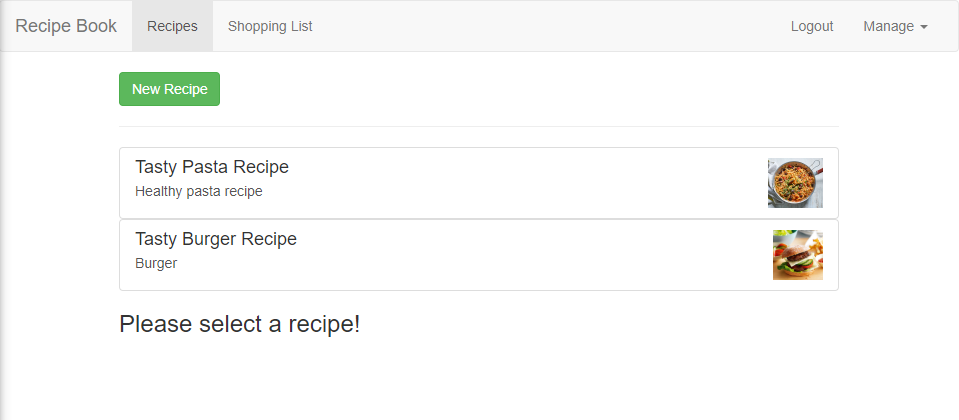 Recipe Book Recipes Shopping List Logout Manage
New Recipe
Tasty Pasta Recipe
Healthy pasta recipe
Tasty Burger Recipe
Burger
Please select a recipe!